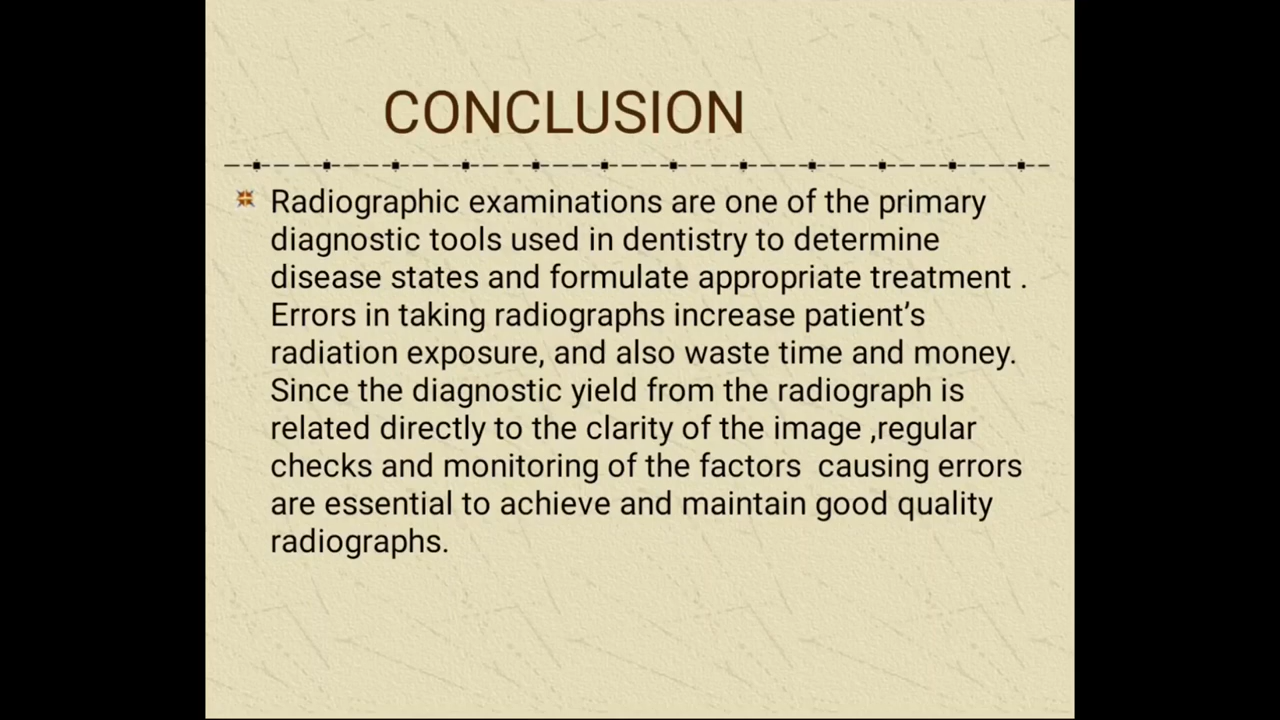 CONCLUSION
Radiographic examinations are one of the primary
diagnostic tools used in dentistry to determine
disease states and formulate appropriate treatment .
Errors in taking radiographs increase patient’s
radiation exposure, and also waste time and money.
Since the diagnostic yield from the radiograph is
related directly to the clarity of the image ,regular
checks and monitoring of the factors  causing errors
are essential to achieve and maintain good quality
radiographs.